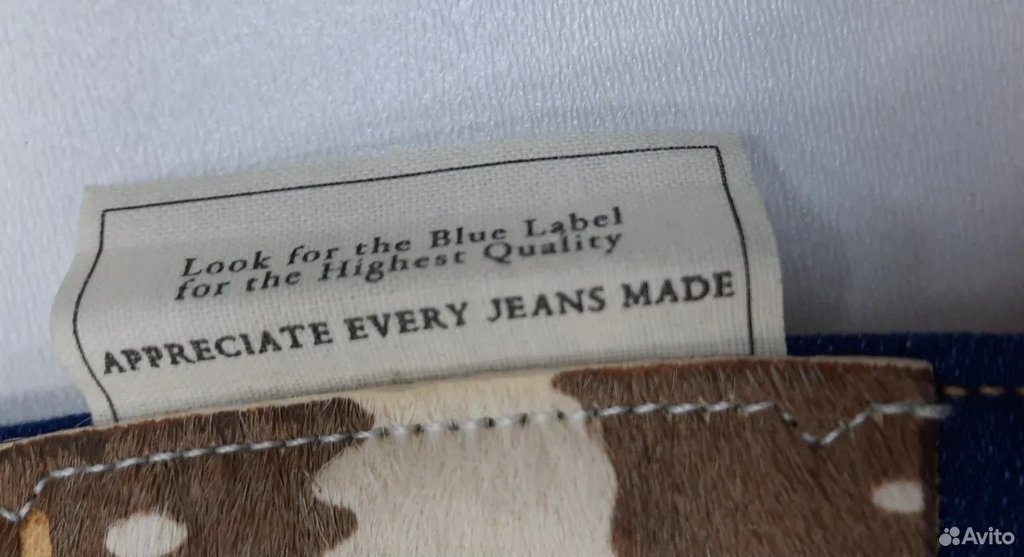 Look for the Blue Label
for the Highest Quality
APPRECIATE EVERY JEANS MADE
Avito